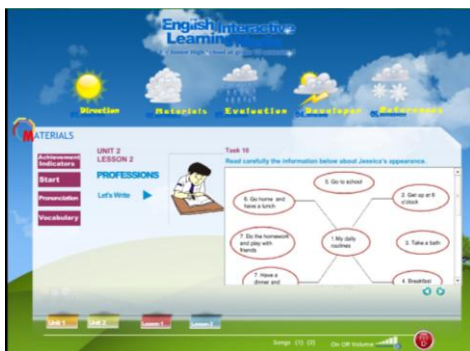 English Interactive
Learning
Direction
Materials
Evaluation
Developer
References
MATERIALS
UNIT 2
LESSON 2
PROFESSIONS
Let's Write
Achievement
Indicators
Start
Pronunciation
Vocabulary
Task 10
Read carefully the information below about Jessica's appearance.
5. Go to school
6. Go home and
have a lunch
2. Get up at 6
o'clock
7. Do the homework
and play with
friends
1.My daily
routines
3. Take a bath
7. Have a
dinner and
4. Breakfast
Unit 1
Unit 2
Lesson 1
Lesson 2
Songs (1) (2)
On Off Volume